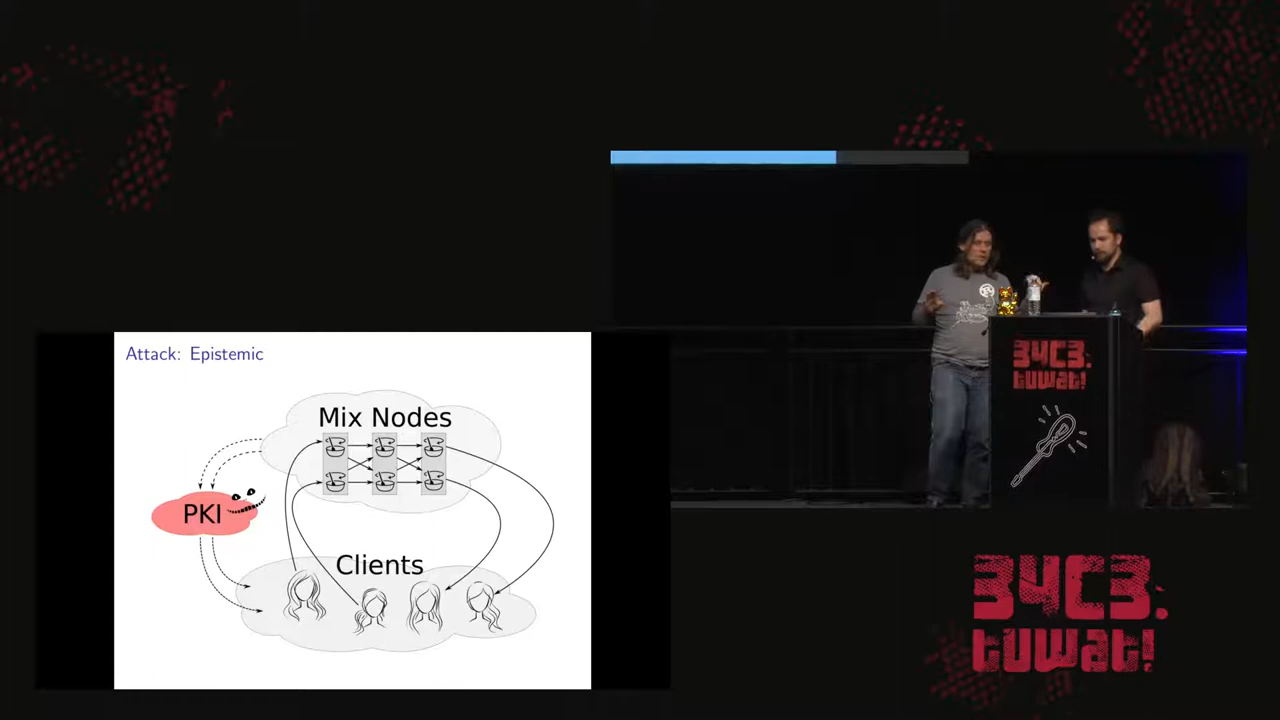 Attack: Epistemic
Mix Nodes
PKI
Clients
34C3:
tuwat!
34C3:
tuwat!